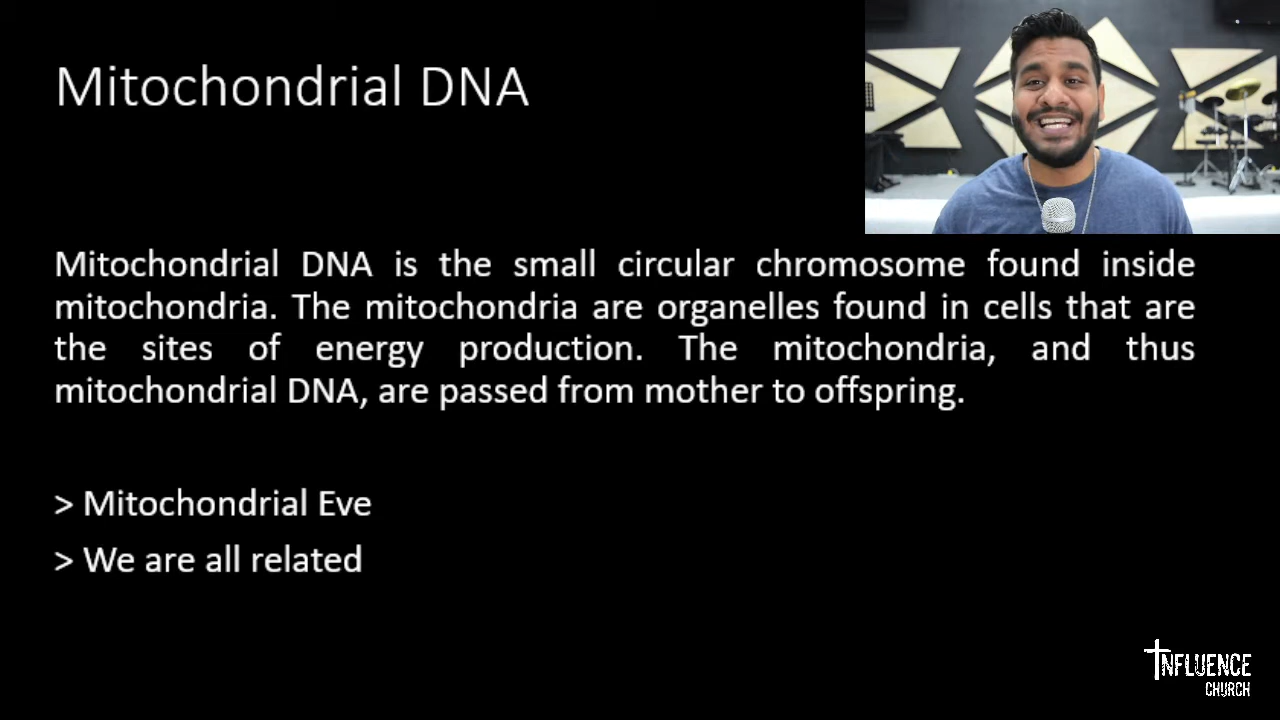 Mitochondrial DNA
Mitochondrial DNA is the small circular chromosome found inside
mitochondria. The mitochondria are organelles found in cells that are
the sites of energy production. The mitochondria, and thus
mitochondrial DNA, are passed from mother to offspring.
> Mitochondrial Eve
> We are all related
INFLUENCE
CHURCH